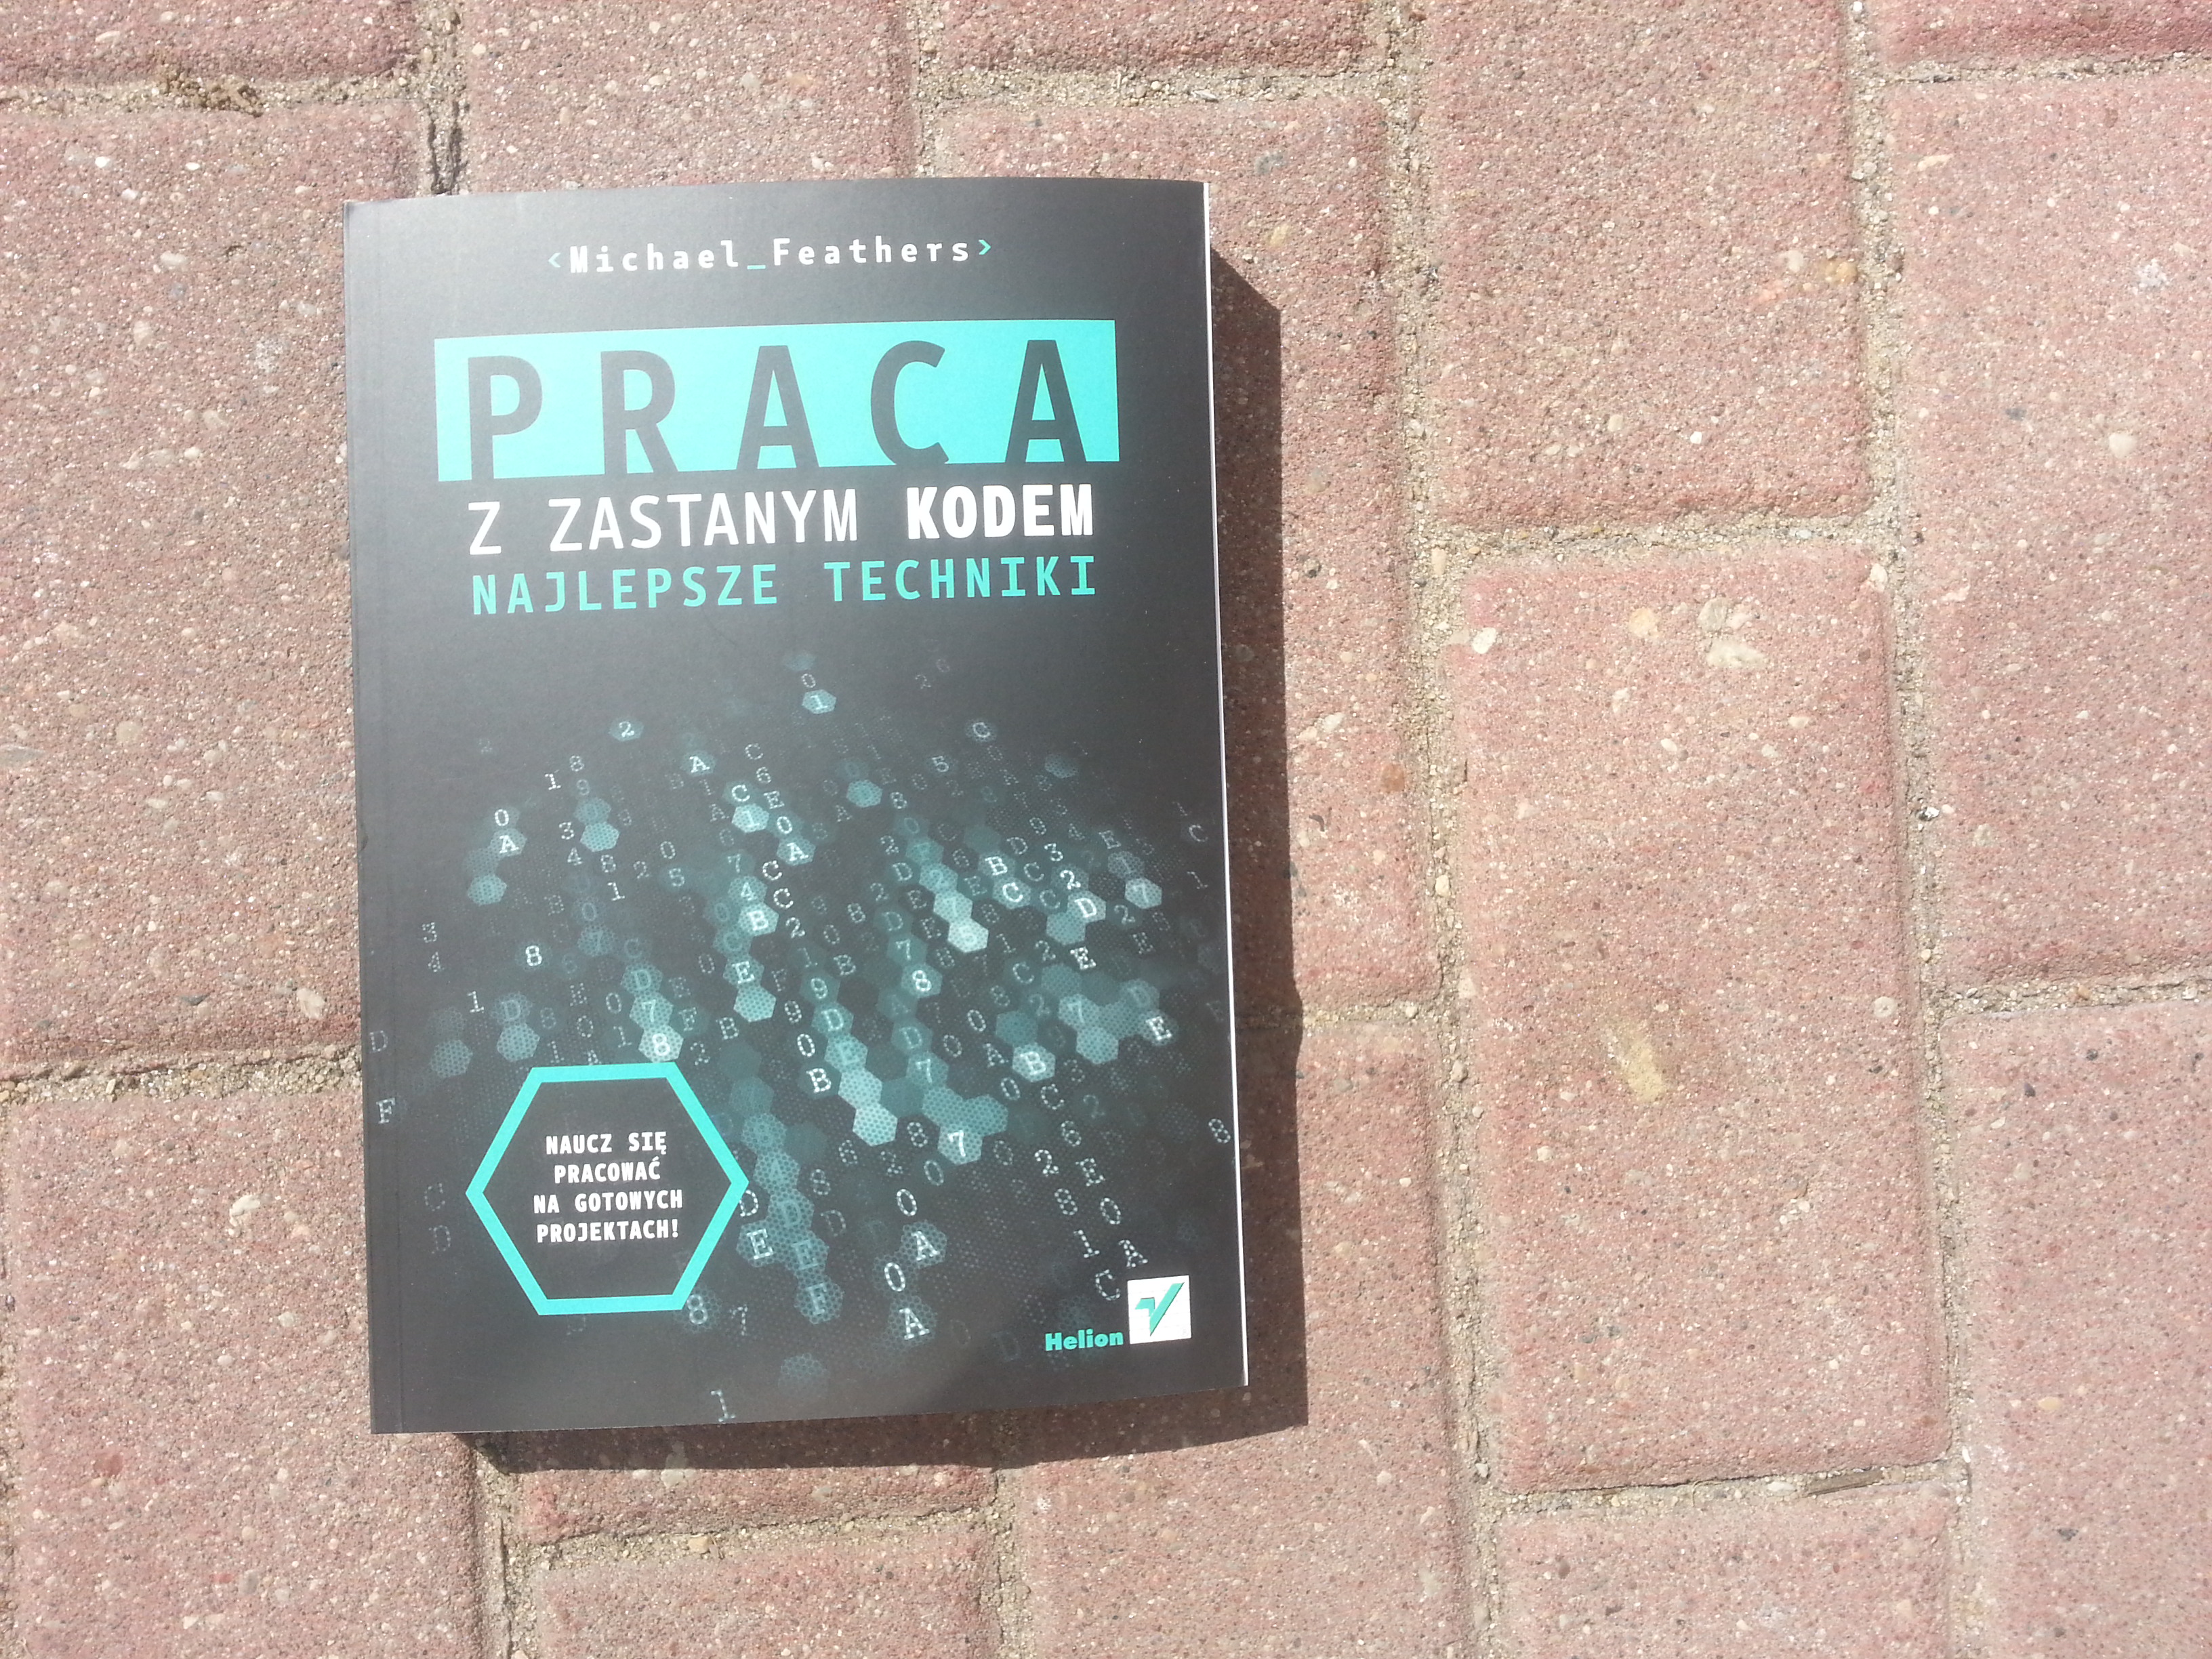 <Michael_Feathers>
PRACA
Z ZASTANYM KODEM
NAJLEPSZE TECHNIKI
NAUCZ SIĘ
PRACOWAĆ
NA GOTOWYCH
PROJEKTACH!
Helion